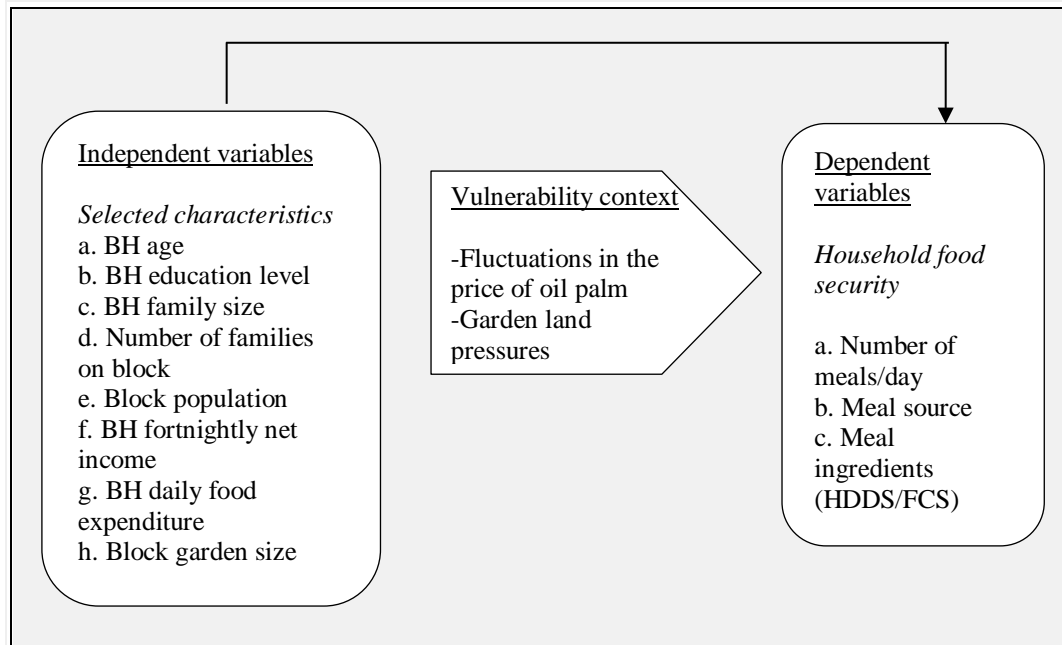 Independent variables
Selected characteristics
a. BH age
b. BH education level
c. BH family size
d. Number of families
on block
e. Block population
f. BH fortnightly net
income
g. BH daily food
expenditure
h. Block garden size
Vulnerability context
-Fluctuations in the
price of oil palm
-Garden land
pressures
Dependent
variables
Household food
security
a. Number of
meals/day
b. Meal source
c. Meal
ingredients
(HDDS/FCS)